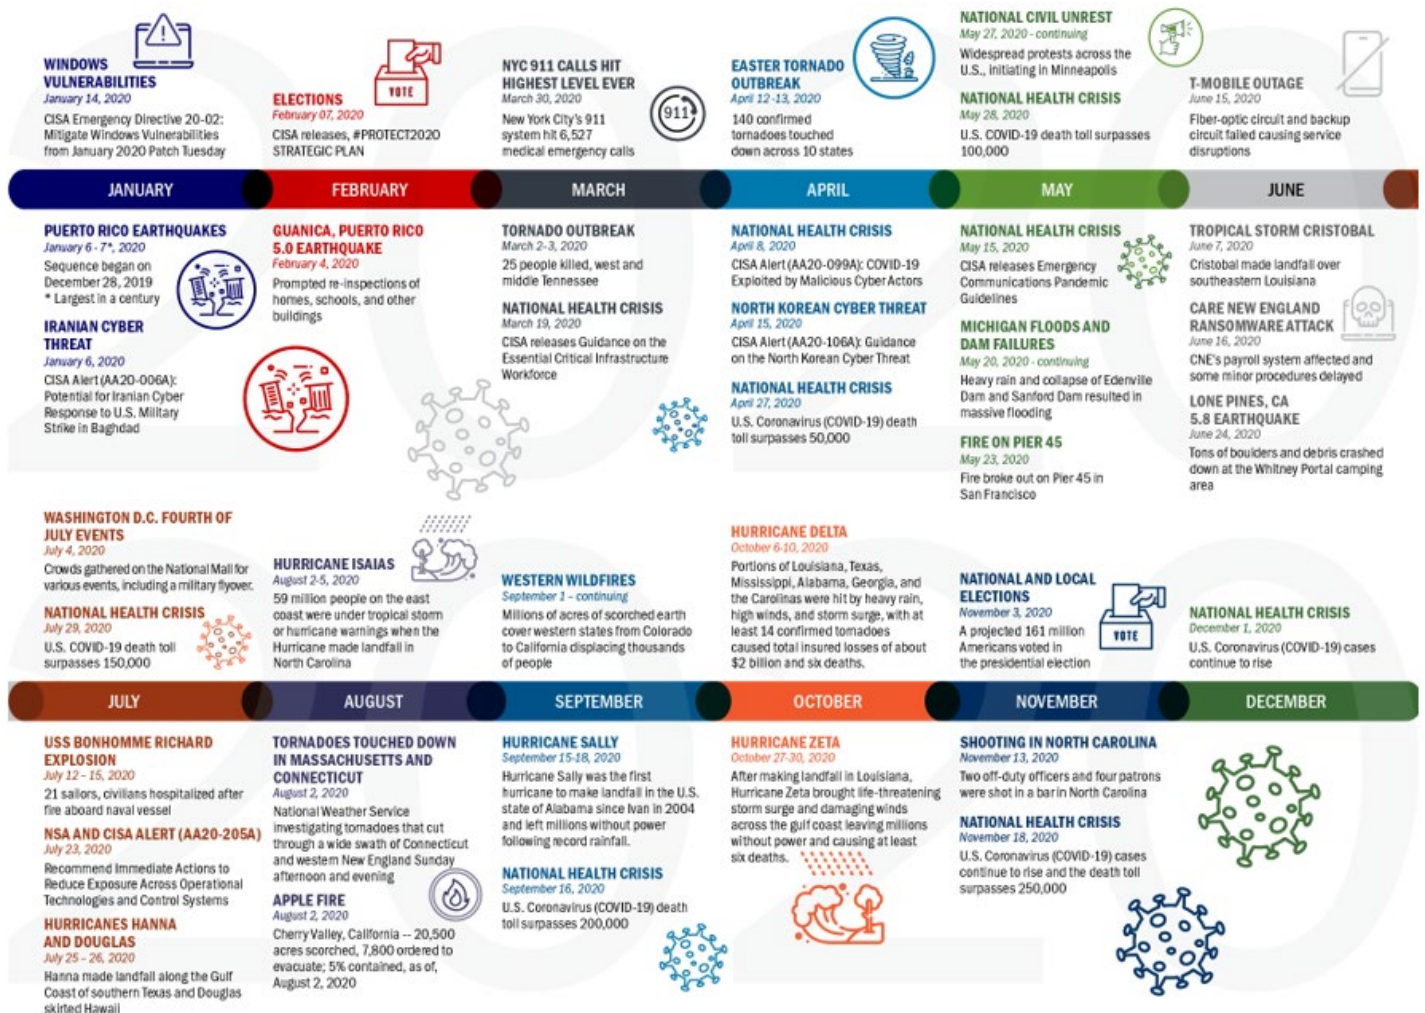 WINDOWS
VULNERABILITIES
January 14, 2020
CISA Emergency Directive 20-02:
Mitigate Windows Vulnerabilities
from January 2020 Patch Tuesday
ELECTIONS
February 07, 2020
CISA releases, #PROTECT2020
STRATEGIC PLAN
VOTE
NYC 911 CALLS HIT
HIGHEST LEVEL EVER
March 30, 2020
New York City's 911
system hit 6,527
medical emergency calls
911
EASTER TORNADO
OUTBREAK
April 12-13, 2020
140 confirmed
tornadoes touched
down across 10 states
NATIONAL CIVIL UNREST
May 27, 2020 - continuing
Widespread protests across the
U.S., initiating in Minneapolis
NATIONAL HEALTH CRISIS
May 28, 2020
U.S. COVID-19 death toll surpasses
100,000
T-MOBILE OUTAGE
June 15, 2020
Fiber-optic circuit and backup
circuit failed causing service
disruptions
JANUARY
FEBRUARY
MARCH
APRIL
MAY
JUNE
PUERTO RICO EARTHQUAKES
January 6 - 7*, 2020
Sequence began on
December 28, 2019
* Largest in a century
IRANIAN CYBER
THREAT
January 6, 2020
CISA Alert (AA20-006A):
Potential for Iranian Cyber
Response to U.S. Military
Strike in Baghdad
GUANICA, PUERTO RICO
5.0 EARTHQUAKE
February 4, 2020
Prompted re-inspections of
homes, schools, and other
buildings
TORNADO OUTBREAK
March 2-3, 2020
25 people killed, west and
middle Tennessee
NATIONAL HEALTH CRISIS
March 19, 2020
CISA releases Guidance on the
Essential Critical Infrastructure
Workforce
NATIONAL HEALTH CRISIS
April 8, 2020
CISA Alert (AA20-099A): COVID-19
Exploited by Malicious Cyber Actors
NORTH KOREAN CYBER THREAT
April 15, 2020
CISA Alert (AA20-106A): Guidance
on the North Korean Cyber Threat
NATIONAL HEALTH CRISIS
April 27, 2020
U.S. Coronavirus (COVID-19) death
toll surpasses 50,000
NATIONAL HEALTH CRISIS
May 15, 2020
CISA releases Emergency
Communications Pandemic
Guidelines
MICHIGAN FLOODS AND
DAM FAILURES
May 20, 2020 - continuing
Heavy rain and collapse of Edenville
Dam and Sanford Dam resulted in
massive flooding
FIRE ON PIER 45
May 23, 2020
Fire broke out on Pier 45 in
San Francisco
TROPICAL STORM CRISTOBAL
June 7, 2020
Cristobal made landfall over
southeastern Louisiana
CARE NEW ENGLAND
RANSOMWARE ATTACK
June 16, 2020
CNE's payroll system affected and
some minor procedures delayed
LONE PINES, CA
5.8 EARTHQUAKE
June 24, 2020
Tons of boulders and debris crashed
down at the Whitney Portal camping
area
WASHINGTON D.C. FOURTH OF
JULY EVENTS
July 4, 2020
Crowds gathered on the National Mall for
various events, including a military flyover.
NATIONAL HEALTH CRISIS
July 29, 2020
U.S. COVID-19 death toll
surpasses 150,000
HURRICANE ISAIAS
August 2-5, 2020
59 million people on the east
coast were under tropical storm
or hurricane warnings when the
Hurricane made landfall in
North Carolina
WESTERN WILDFIRES
September 1 - continuing
Millions of acres of scorched earth
cover western states from Colorado
to California displacing thousands
of people
HURRICANE DELTA
October 6-10, 2020
Portions of Louisiana, Texas,
Mississippi, Alabama, Georgia, and
the Carolinas were hit by heavy rain,
high winds, and storm surge, with at
least 14 confirmed tornadoes
caused total insured losses of about
$2 billion and six deaths.
NATIONAL AND LOCAL
ELECTIONS
November 3, 2020
A projected 161 million
Americans voted in
the presidential election
VOTE
NATIONAL HEALTH CRISIS
December 1, 2020
U.S. Coronavirus (COVID-19) cases
continue to rise
JULY
AUGUST
SEPTEMBER
OCTOBER
NOVEMBER
DECEMBER
USS BONHOMME RICHARD
EXPLOSION
July 12 - 15, 2020
21 sailors, civilians hospitalized after
fire aboard naval vessel
NSA AND CISA ALERT (AA20-205A)
July 23, 2020
Recommend Immediate Actions to
Reduce Exposure Across Operational
Technologies and Control Systems
HURRICANES HANNA
AND DOUGLAS
July 25 - 26, 2020
Hanna made landfall along the Gulf
Coast of southern Texas and Douglas
skirted Hawaii
TORNADOES TOUCHED DOWN
IN MASSACHUSETTS AND
CONNECTICUT
August 2, 2020
National Weather Service
investigating tornadoes that cut
through a wide swath of Connecticut
and western New England Sunday
afternoon and evening
APPLE FIRE
August 2, 2020
Cherry Valley, California -- 20,500
acres scorched, 7,800 ordered to
evacuate; 5% contained, as of,
August 2, 2020
HURRICANE SALLY
September 15-18, 2020
Hurricane Sally was the first
hurricane to make landfall in the U.S.
state of Alabama since Ivan in 2004
and left millions without power
following record rainfall.
NATIONAL HEALTH CRISIS
September 16, 2020
U.S. Coronavirus (COVID-19) death
toll surpasses 200,000
HURRICANE ZETA
October 27-30, 2020
After making landfall in Louisiana,
Hurricane Zeta brought life-threatening
storm surge and damaging winds
across the gulf coast leaving millions
without power and causing at least
six deaths.
SHOOTING IN NORTH CAROLINA
November 13, 2020
Two off-duty officers and four patrons
were shot in a bar in North Carolina
NATIONAL HEALTH CRISIS
November 18, 2020
U.S. Coronavirus (COVID-19) cases
continue to rise and the death toll
surpasses 250,000